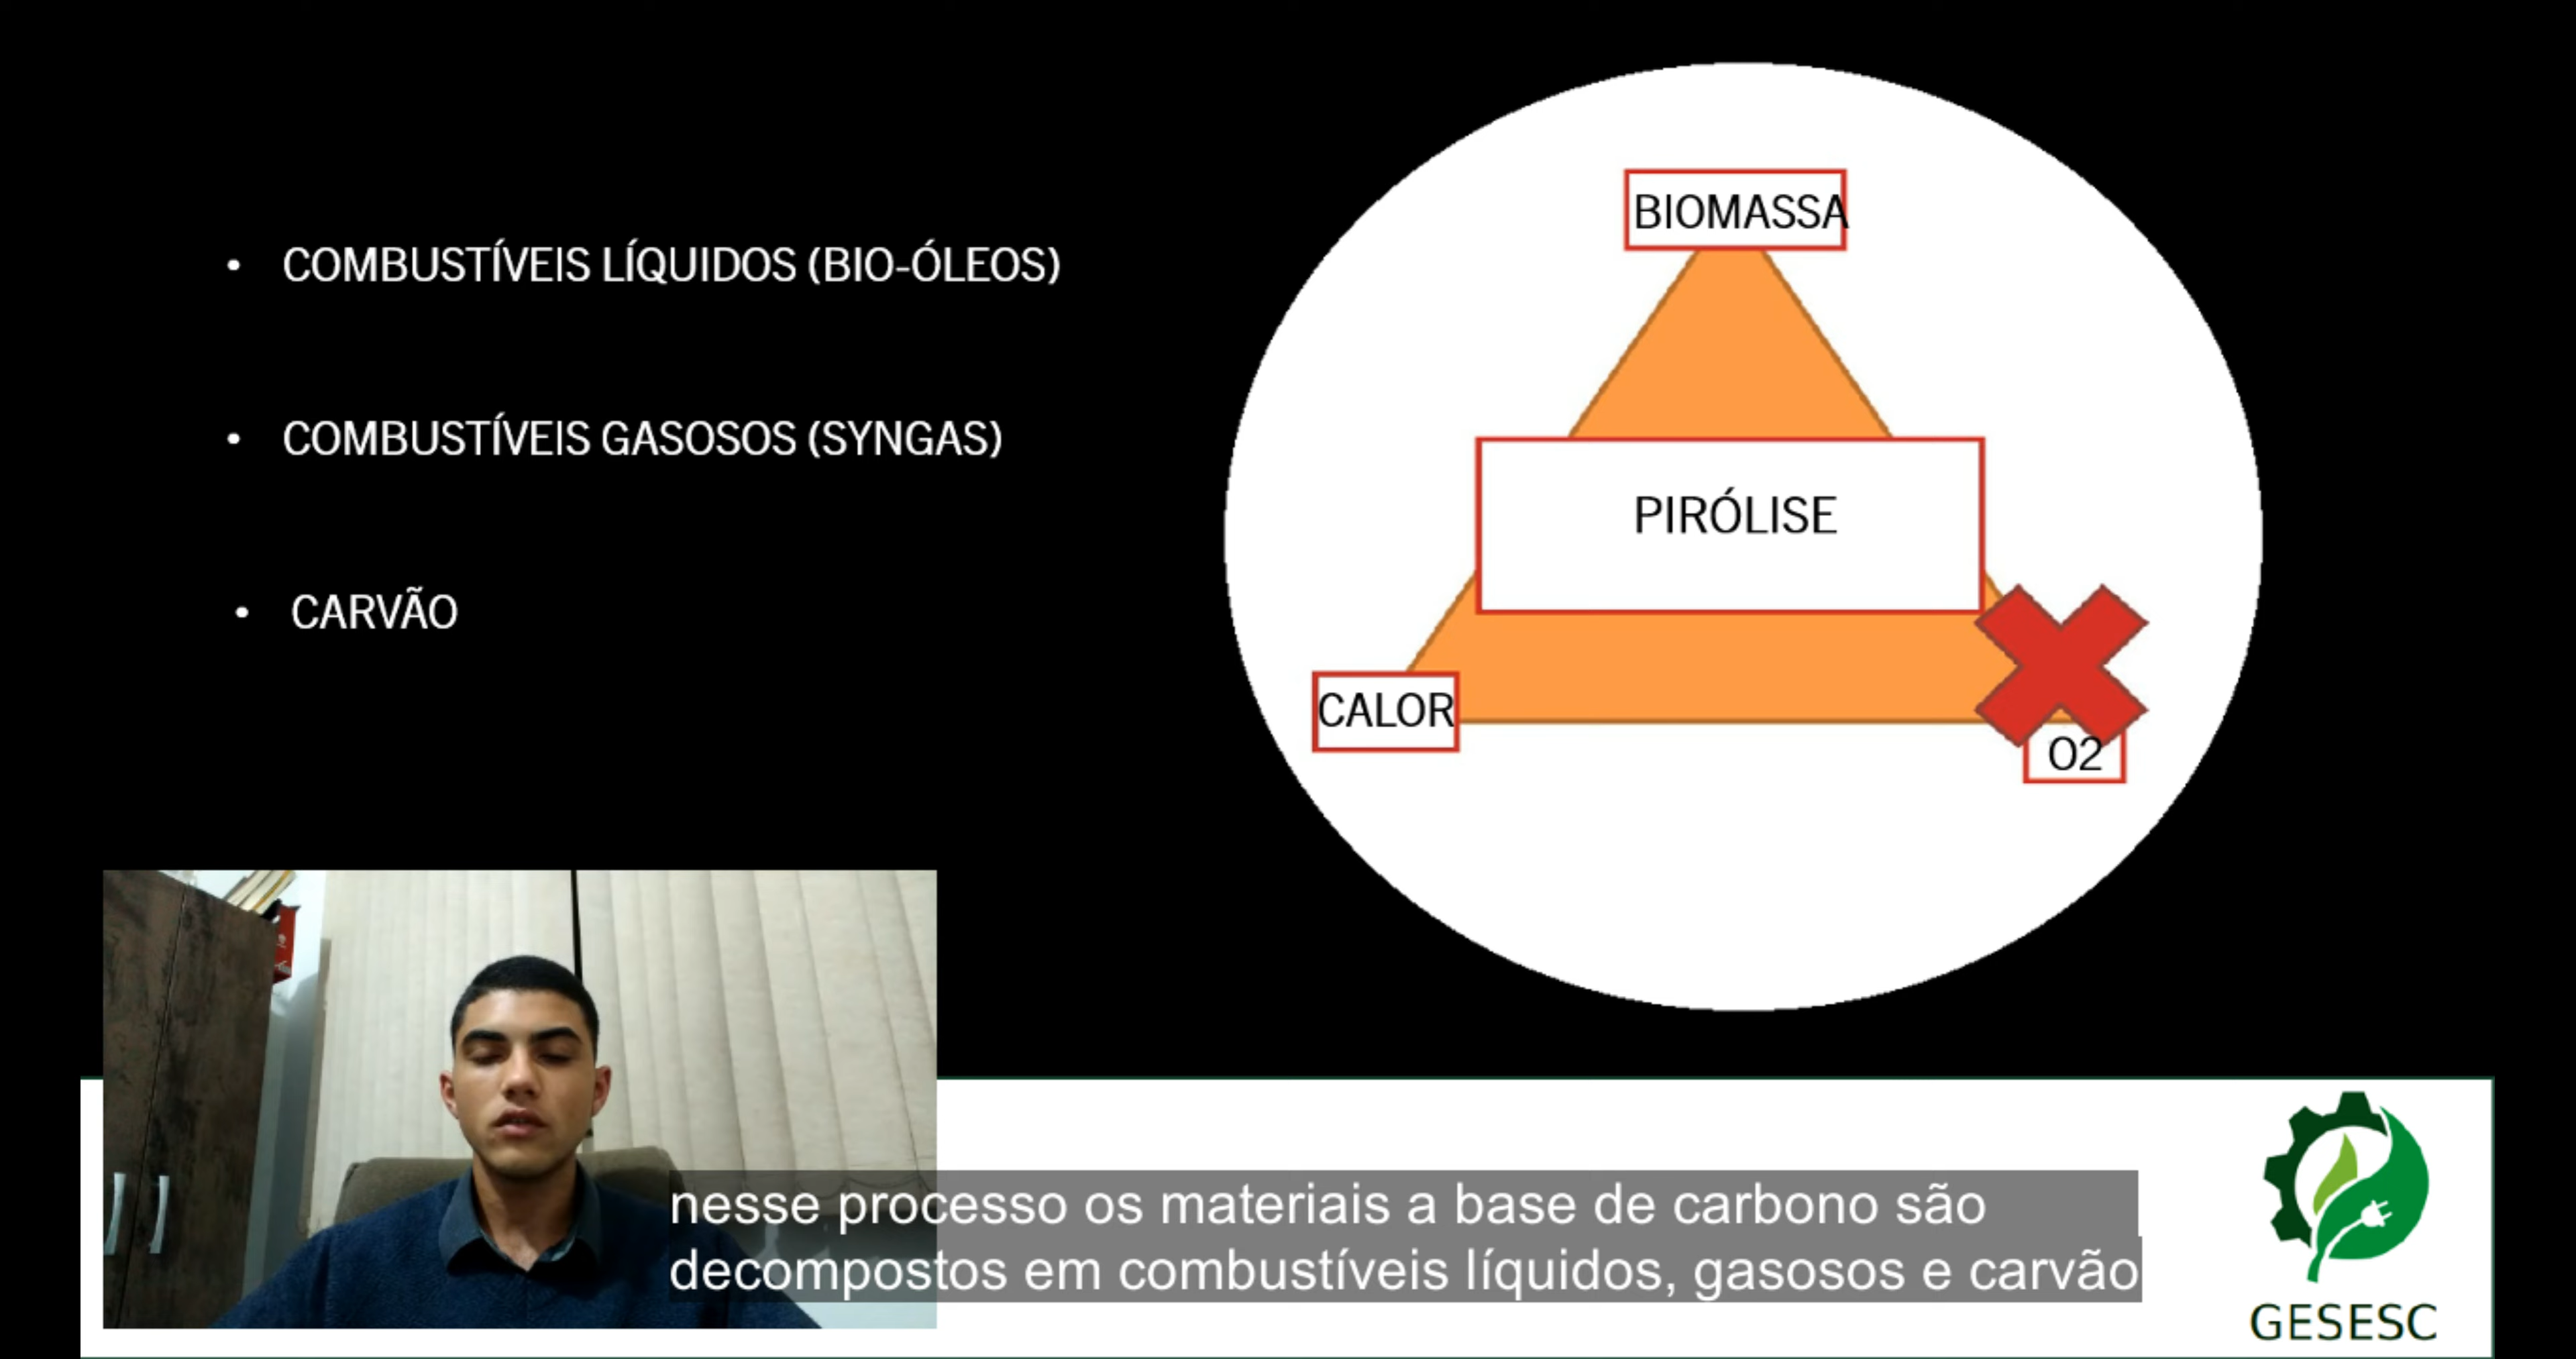 • COMBUSTÍVEIS LÍQUIDOS (BIO-ÓLEOS)
• COMBUSTÍVEIS GASOSOS (SYNGAS)
• CARVÃO
BIOMASSA
PIRÓLISE
CALOR
O2
nesse processo os materiais a base de carbono são
decompostos em combustíveis líquidos, gasosos e carvão
GESESC